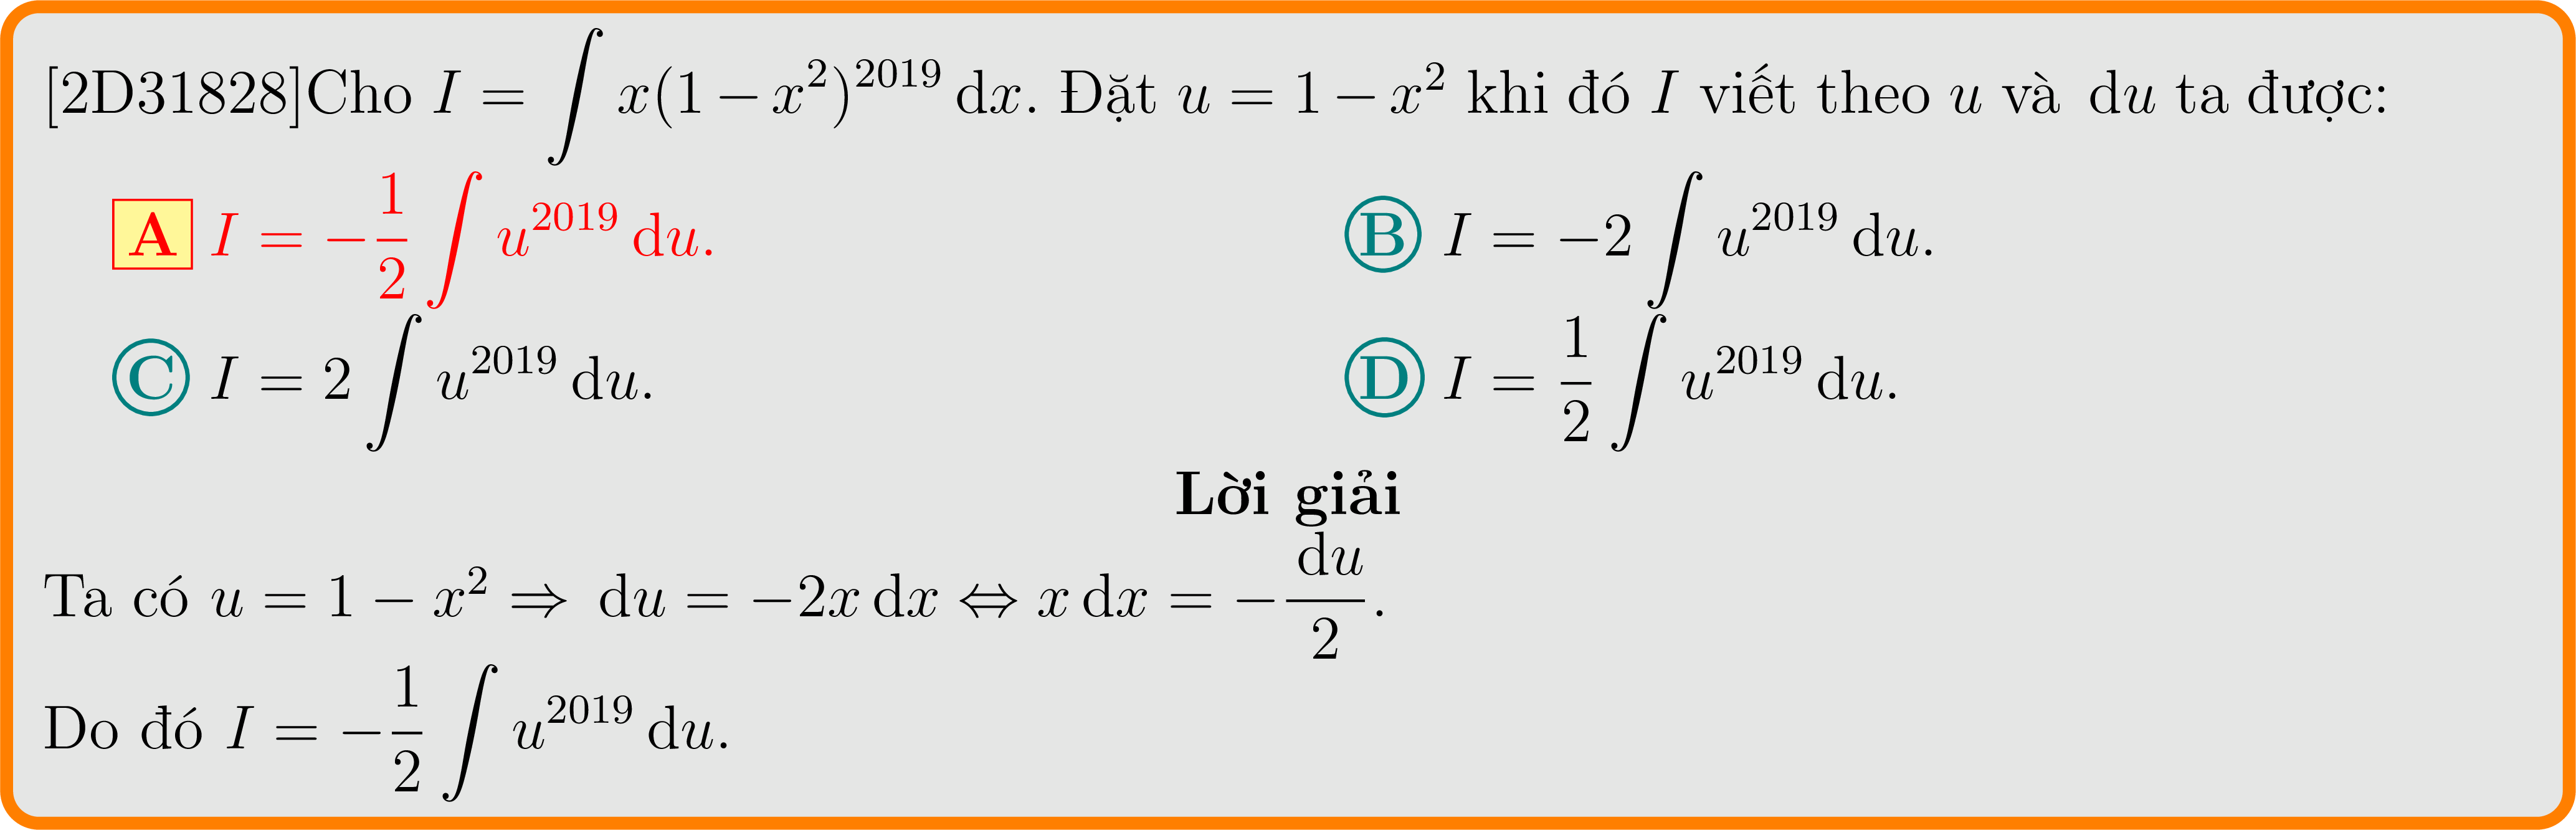 [2D31828]Cho $I = \int x(1 - x^2)^{2019} \, \mathrm{d}x$. Đặt $u = 1 - x^2$ khi đó $I$ viết theo $u$ và $\mathrm{d}u$ ta được:
A $I = -\frac{1}{2} \int u^{2019} \, \mathrm{d}u.$ B $I = -2 \int u^{2019} \, \mathrm{d}u.$
C $I = 2 \int u^{2019} \, \mathrm{d}u.$ D $I = \frac{1}{2} \int u^{2019} \, \mathrm{d}u.$
Lời giải
Ta có $u = 1 - x^2 \Rightarrow \mathrm{d}u = -2x \, \mathrm{d}x \Leftrightarrow x \, \mathrm{d}x = -\frac{\mathrm{d}u}{2}.$
Do đó $I = -\frac{1}{2} \int u^{2019} \, \mathrm{d}u.$